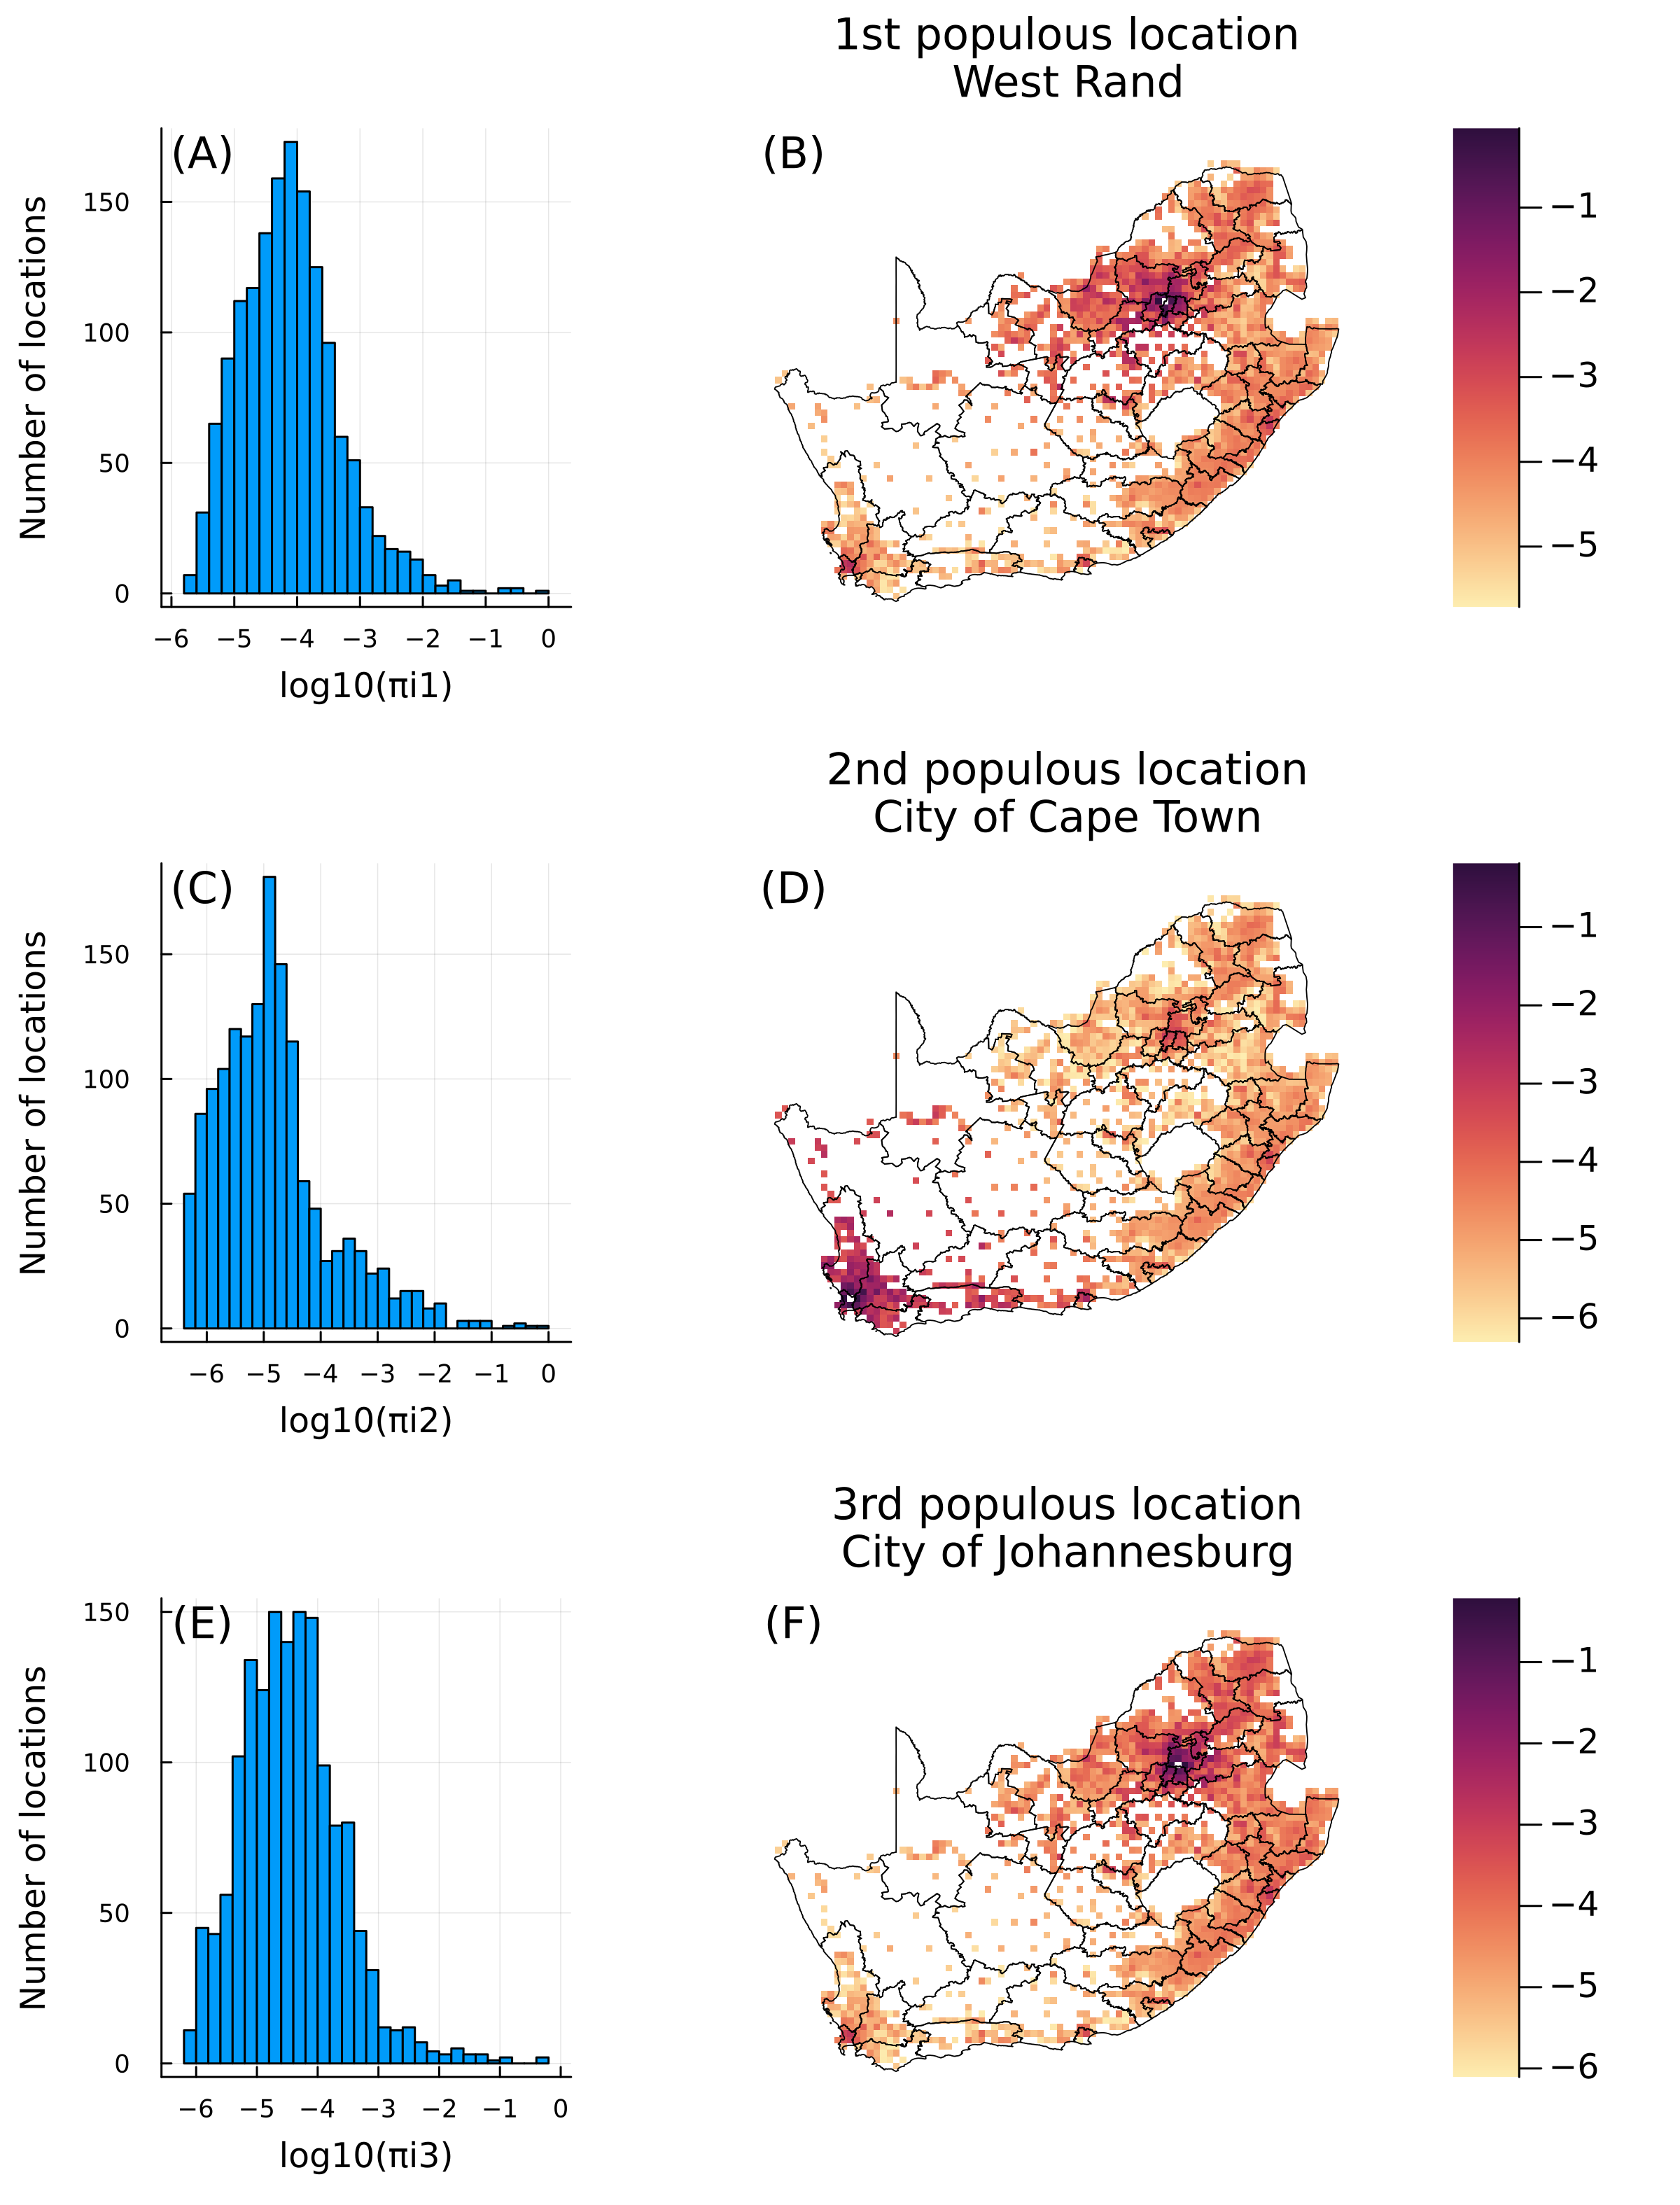 1st populous location
West Rand
(A)
(B)
Number of locations
150
100
50
0
−6 −5 −4 −3 −2 −1 0
log10(πi1)
−1
−2
−3
−4
−5
2nd populous location
City of Cape Town
(C)
(D)
Number of locations
150
100
50
0
−6 −5 −4 −3 −2 −1 0
log10(πi2)
−1
−2
−3
−4
−5
−6
3rd populous location
City of Johannesburg
(E)
(F)
Number of locations
150
100
50
0
−6 −5 −4 −3 −2 −1 0
log10(πi3)
−1
−2
−3
−4
−5
−6